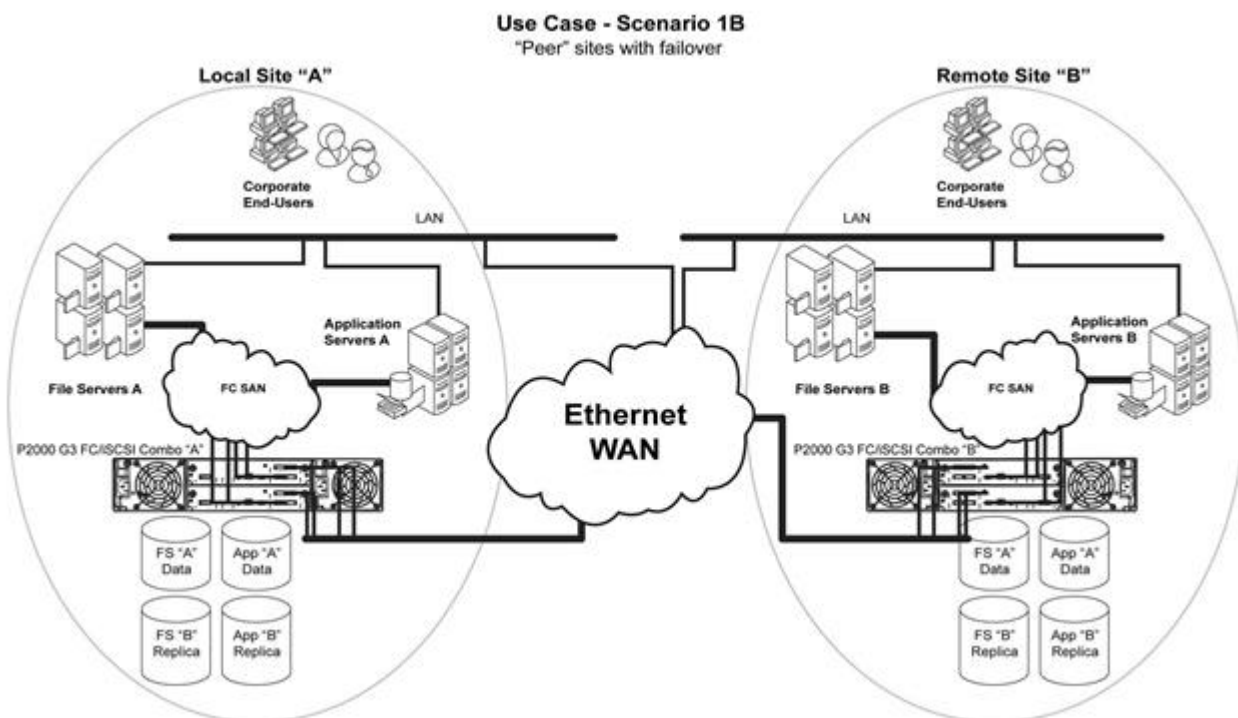 Use Case - Scenario 1B
"Peer" sites with failover
Local Site "A"
Remote Site "B"
Corporate
End-Users
LAN
Corporate
End-Users
LAN
File Servers A
Application
Servers A
FC SAN
P2000 G3 FC/iSCSI Combo "A"
Ethernet
WAN
File Servers B
Application
Servers B
FC SAN
P2000 G3 FC/iSCSI Combo "B"
FS "A"
Data
App "A"
Data
FS "B"
Replica
App "B"
Replica
FS "A"
Data
App "A"
Data
FS "B"
Replica
App "B"
Replica